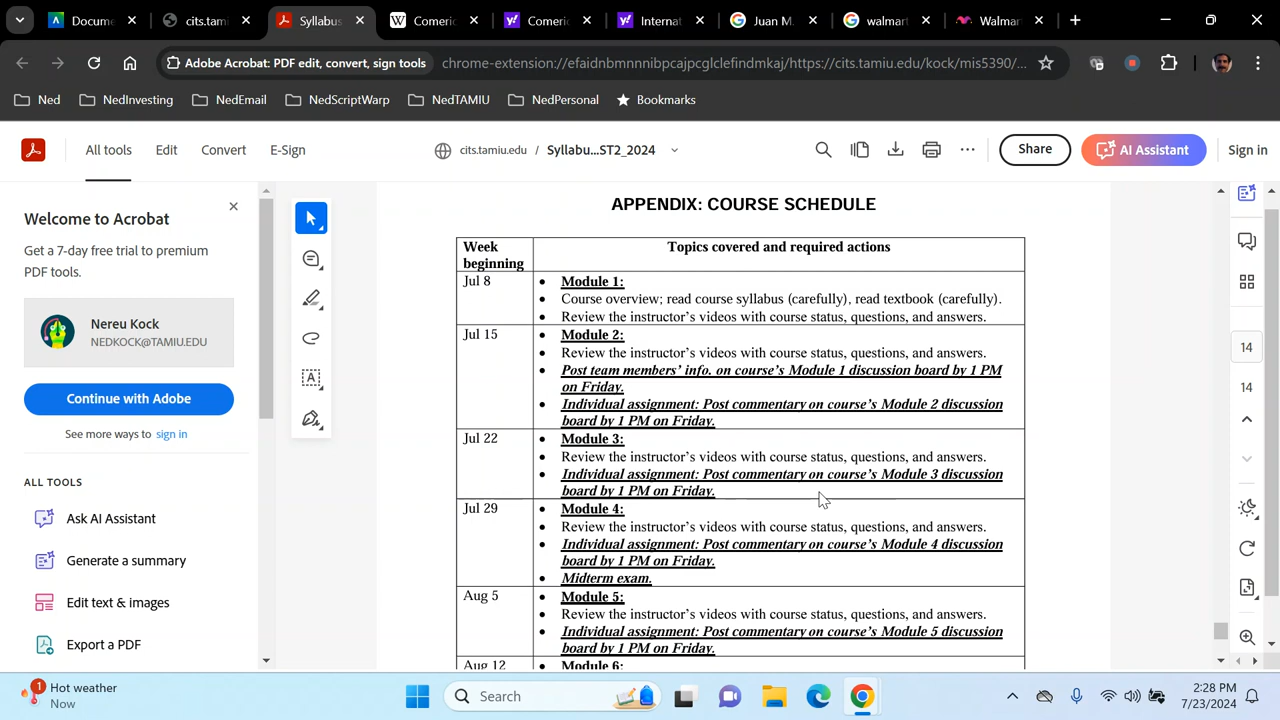 Docume
cits.tami
Syllabus
Comeric
Comeric
Internat
Juan M.
walmart
Walmar
Adobe Acrobat: PDF edit, convert, sign tools
chrome-extension://efaidnbmnnnibpcajpcglclefindmkaj/https://cits.tamiu.edu/kock/mis5390/...
Ned
NedInvesting
NedEmail
NedScriptWarp
NedTAMIU
NedPersonal
Bookmarks
All tools
Edit
Convert
E-Sign
cits.tamiu.edu / Syllabu...ST2_2024
Share
AI Assistant
Sign in
Welcome to Acrobat
Get a 7-day free trial to premium
PDF tools.
Nereu Kock
NEDKOCK@TAMIU.EDU
Continue with Adobe
See more ways to sign in
ALL TOOLS
Ask AI Assistant
Generate a summary
Edit text & images
Export a PDF
APPENDIX: COURSE SCHEDULE
Week
beginning
Topics covered and required actions
Jul 8
• Module 1:
• Course overview; read course syllabus (carefully), read textbook (carefully).
• Review the instructor's videos with course status, questions, and answers.
Jul 15
• Module 2:
• Review the instructor's videos with course status, questions, and answers.
• Post team members' info. on course's Module 1 discussion board by 1 PM
on Friday.
• Individual assignment: Post commentary on course's Module 2 discussion
board by 1 PM on Friday.
Jul 22
• Module 3:
• Review the instructor's videos with course status, questions, and answers.
• Individual assignment: Post commentary on course's Module 3 discussion
board by 1 PM on Friday.
Jul 29
• Module 4:
• Review the instructor's videos with course status, questions, and answers.
• Individual assignment: Post commentary on course's Module 4 discussion
board by 1 PM on Friday.
• Midterm exam.
Aug 5
• Module 5:
• Review the instructor's videos with course status, questions, and answers.
• Individual assignment: Post commentary on course's Module 5 discussion
board by 1 PM on Friday.
Aug 12
• Module 6:
14
14
1
Hot weather
Now
Search
2:28 PM
7/23/2024